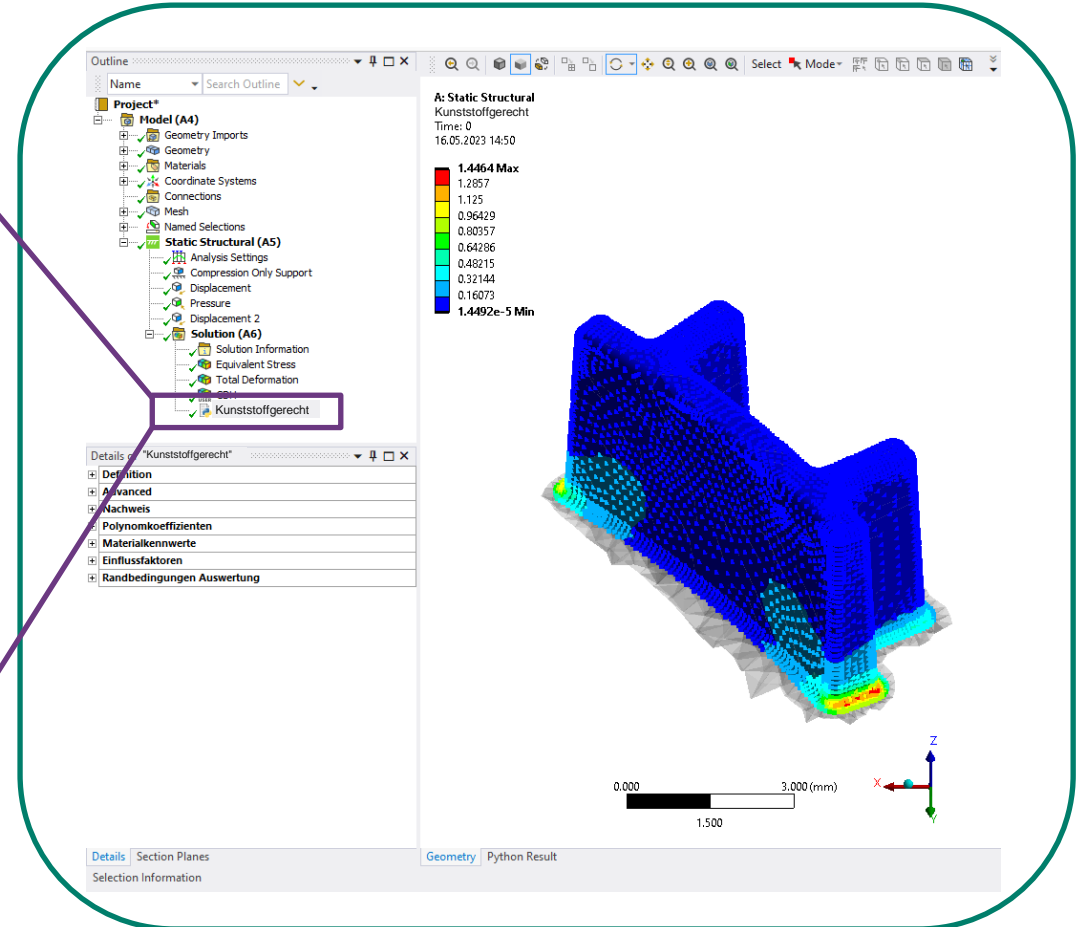 Outline
Name Search Outline
Project*
Model (A4)
Geometry Imports
Geometry
Materials
Coordinate Systems
Connections
Mesh
Named Selections
Static Structural (A5)
Analysis Settings
Compression Only Support
Displacement
Pressure
Displacement 2
Solution (A6)
Solution Information
Equivalent Stress
Total Deformation
Kunststoffgerecht
Details of "Kunststoffgerecht"
Definition
Advanced
Nachweis
Polynomkoeffizienten
Materialkennwerte
Einflussfaktoren
Randbedingungen Auswertung
Details Section Planes
Selection Information
Select Mode
A: Static Structural
Kunststoffgerecht
Time: 0
16.05.2023 14:50
1.4464 Max
1.2857
1.125
0.96429
0.80357
0.64286
0.48215
0.32144
0.16073
1.4492e-5 Min
0.000 3.000 (mm)
1.500
Z
X
Y
Geometry Python Result